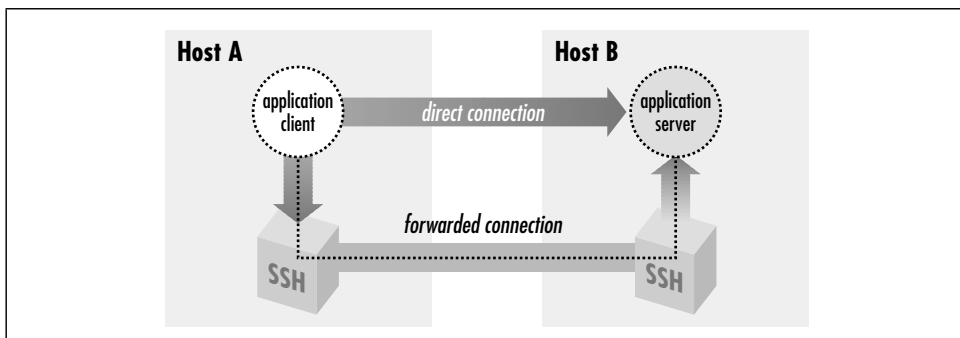 Host A
Host B
application
client
direct connection
application
server
forwarded connection
SSH
SSH